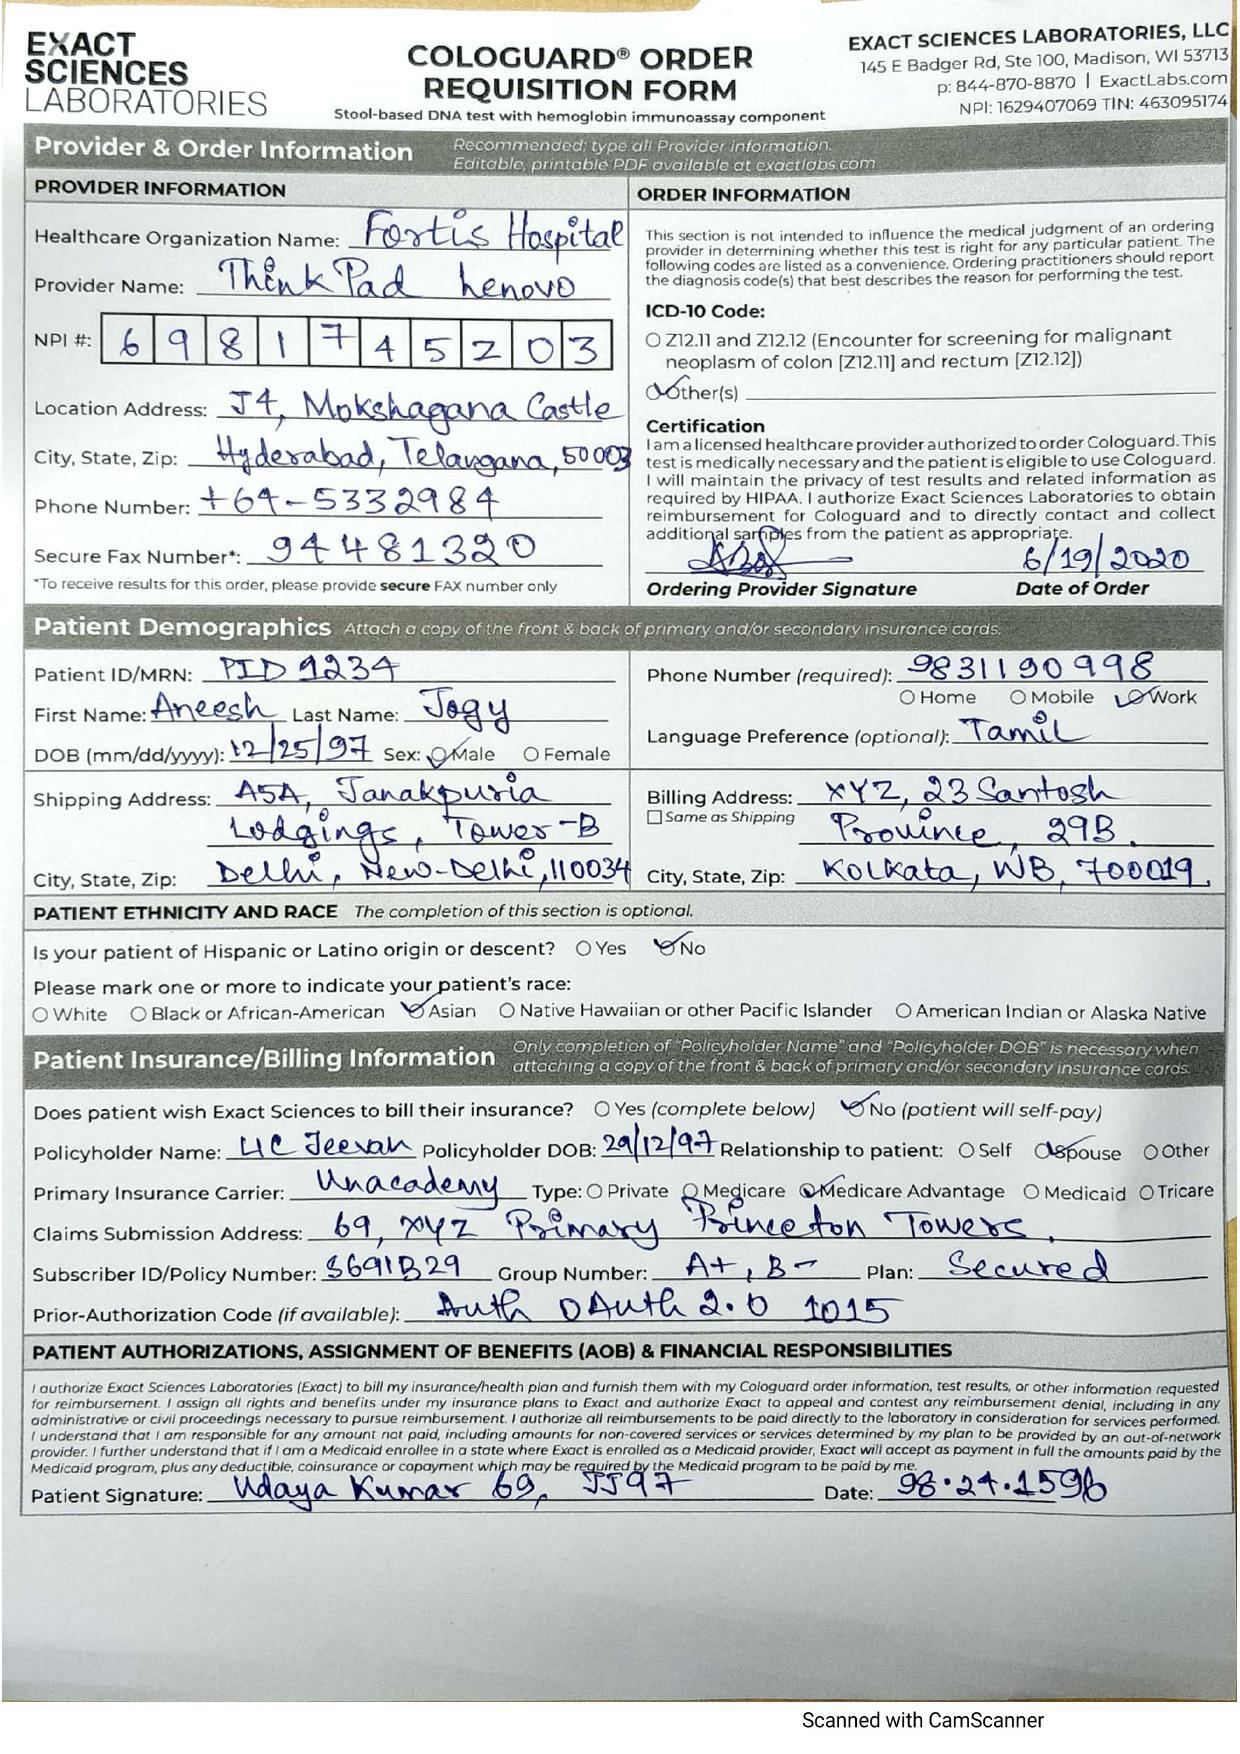 EXACT
SCIENCES
LABORATORIES
COLOGUARD® ORDER
REQUISITION FORM
Stool-based DNA test with hemoglobin immunoassay component
EXACT SCIENCES LABORATORIES, LLC
145 E Badger Rd, Ste 100, Madison, WI 53713
p: 844-870-8870 | ExactLabs.com
NPI: 1629407069 TIN: 463095174
Provider & Order Information
Recommended: type all Provider information.
Editable, printable PDF available at exactlabs.com
PROVIDER INFORMATION
Healthcare Organization Name: Fortis Hospital
Provider Name: ThinkPad Lenovo
NPI #: 6 9 8 1 7 4 5 2 0 3
Location Address: J4, Mokshagana Castle
City, State, Zip: Hyderabad, Telangana, 50003
Phone Number: +64-5332984
Secure Fax Number*: 94481320
*To receive results for this order, please provide secure FAX number only
ORDER INFORMATION
This section is not intended to influence the medical judgment of an ordering
provider in determining whether this test is right for any particular patient. The
following codes are listed as a convenience. Ordering practitioners should report
the diagnosis code(s) that best describes the reason for performing the test.
ICD-10 Code:
Z12.11 and Z12.12 (Encounter for screening for malignant
neoplasm of colon [Z12.11] and rectum [Z12.12])
Other(s)
Certification
I am a licensed healthcare provider authorized to order Cologuard. This
test is medically necessary and the patient is eligible to use Cologuard.
I will maintain the privacy of test results and related information as
required by HIPAA. I authorize Exact Sciences Laboratories to obtain
reimbursement for Cologuard and to directly contact and collect
additional samples from the patient as appropriate.
6/19/2020
Ordering Provider Signature Date of Order
Patient Demographics Attach a copy of the front & back of primary and/or secondary insurance cards.
Patient ID/MRN: PID 1234
First Name: Aneesh Last Name: Jogy
DOB (mm/dd/yyyy): 12/25/97 Sex: Male Female
Phone Number (required): 9831190998
Home Mobile Work
Language Preference (optional): Tamil
Shipping Address: A5A, Janakpuria
Lodgings, Tower-B
City, State, Zip: Delhi, New-Delhi, 110034
Billing Address: XYZ, 23 Santosh
Same as Shipping Province, 29B.
City, State, Zip: Kolkata, WB, 700019.
PATIENT ETHNICITY AND RACE The completion of this section is optional.
Is your patient of Hispanic or Latino origin or descent? Yes No
Please mark one or more to indicate your patient's race:
White Black or African-American Asian Native Hawaiian or other Pacific Islander American Indian or Alaska Native
Patient Insurance/Billing Information
Only completion of "Policyholder Name" and "Policyholder DOB" is necessary when
attaching a copy of the front & back of primary and/or secondary insurance cards.
Does patient wish Exact Sciences to bill their insurance? Yes (complete below) No (patient will self-pay)
Policyholder Name: LIC Jeevan Policyholder DOB: 29/12/97 Relationship to patient: Self Spouse Other
Primary Insurance Carrier: Unacademy Type: Private Medicare Medicare Advantage Medicaid Tricare
Claims Submission Address: 69, XYZ Primary Princeton Towers.
Subscriber ID/Policy Number: S691B29 Group Number: A+, B- Plan: Secured
Prior-Authorization Code (if available): Auth OAuth 2.0 1015
PATIENT AUTHORIZATIONS, ASSIGNMENT OF BENEFITS (AOB) & FINANCIAL RESPONSIBILITIES
I authorize Exact Sciences Laboratories (Exact) to bill my insurance/health plan and furnish them with my Cologuard order information, test results, or other information requested
for reimbursement. I assign all rights and benefits under my insurance plans to Exact and authorize Exact to appeal and contest any reimbursement denial, including in any
administrative or civil proceedings necessary to pursue reimbursement. I authorize all reimbursements to be paid directly to the laboratory in consideration for services performed.
I understand that I am responsible for any amount not paid, including amounts for non-covered services or services determined by my plan to be provided by an out-of-network
provider. I further understand that if I am a Medicaid enrollee in a state where Exact is enrolled as a Medicaid provider, Exact will accept as payment in full the amounts paid by the
Medicaid program, plus any deductible, coinsurance or copayment which may be required by the Medicaid program to be paid by me.
Patient Signature: Udaya Kumar 69, JJ97 Date: 98.24.1596
Scanned with CamScanner